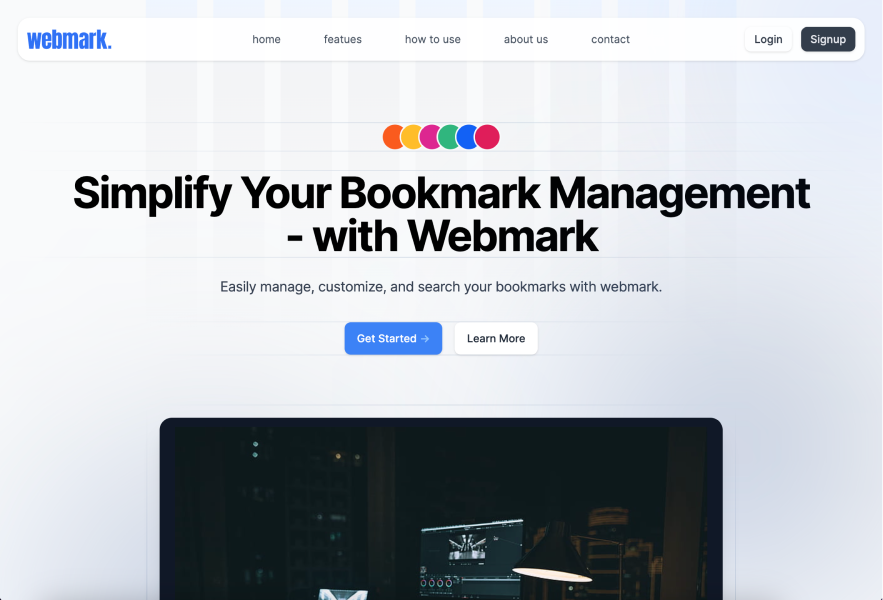 webmark.
home
featues
how to use
about us
contact
Login
Signup
Simplify Your Bookmark Management
- with Webmark
Easily manage, customize, and search your bookmarks with webmark.
Get Started →
Learn More